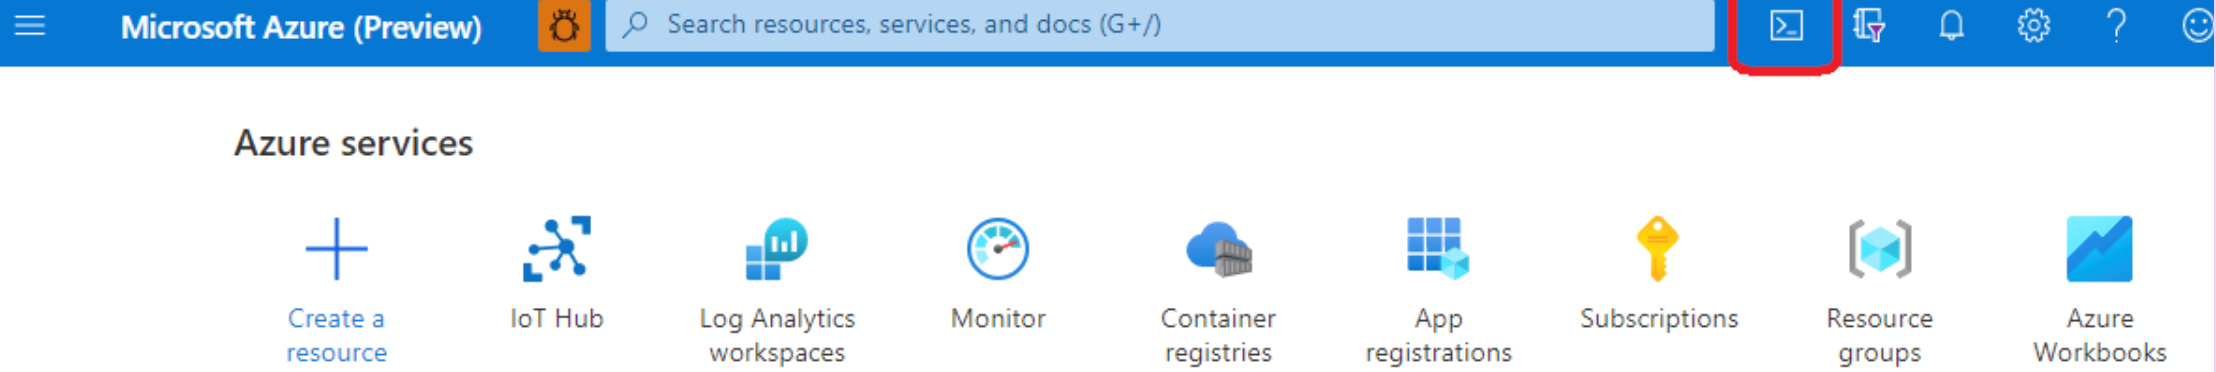 Microsoft Azure (Preview)
Search resources, services, and docs (G+/)
Azure services
Create a
resource
IoT Hub
Log Analytics
workspaces
Monitor
Container
registries
App
registrations
Subscriptions
Resource
groups
Azure
Workbooks